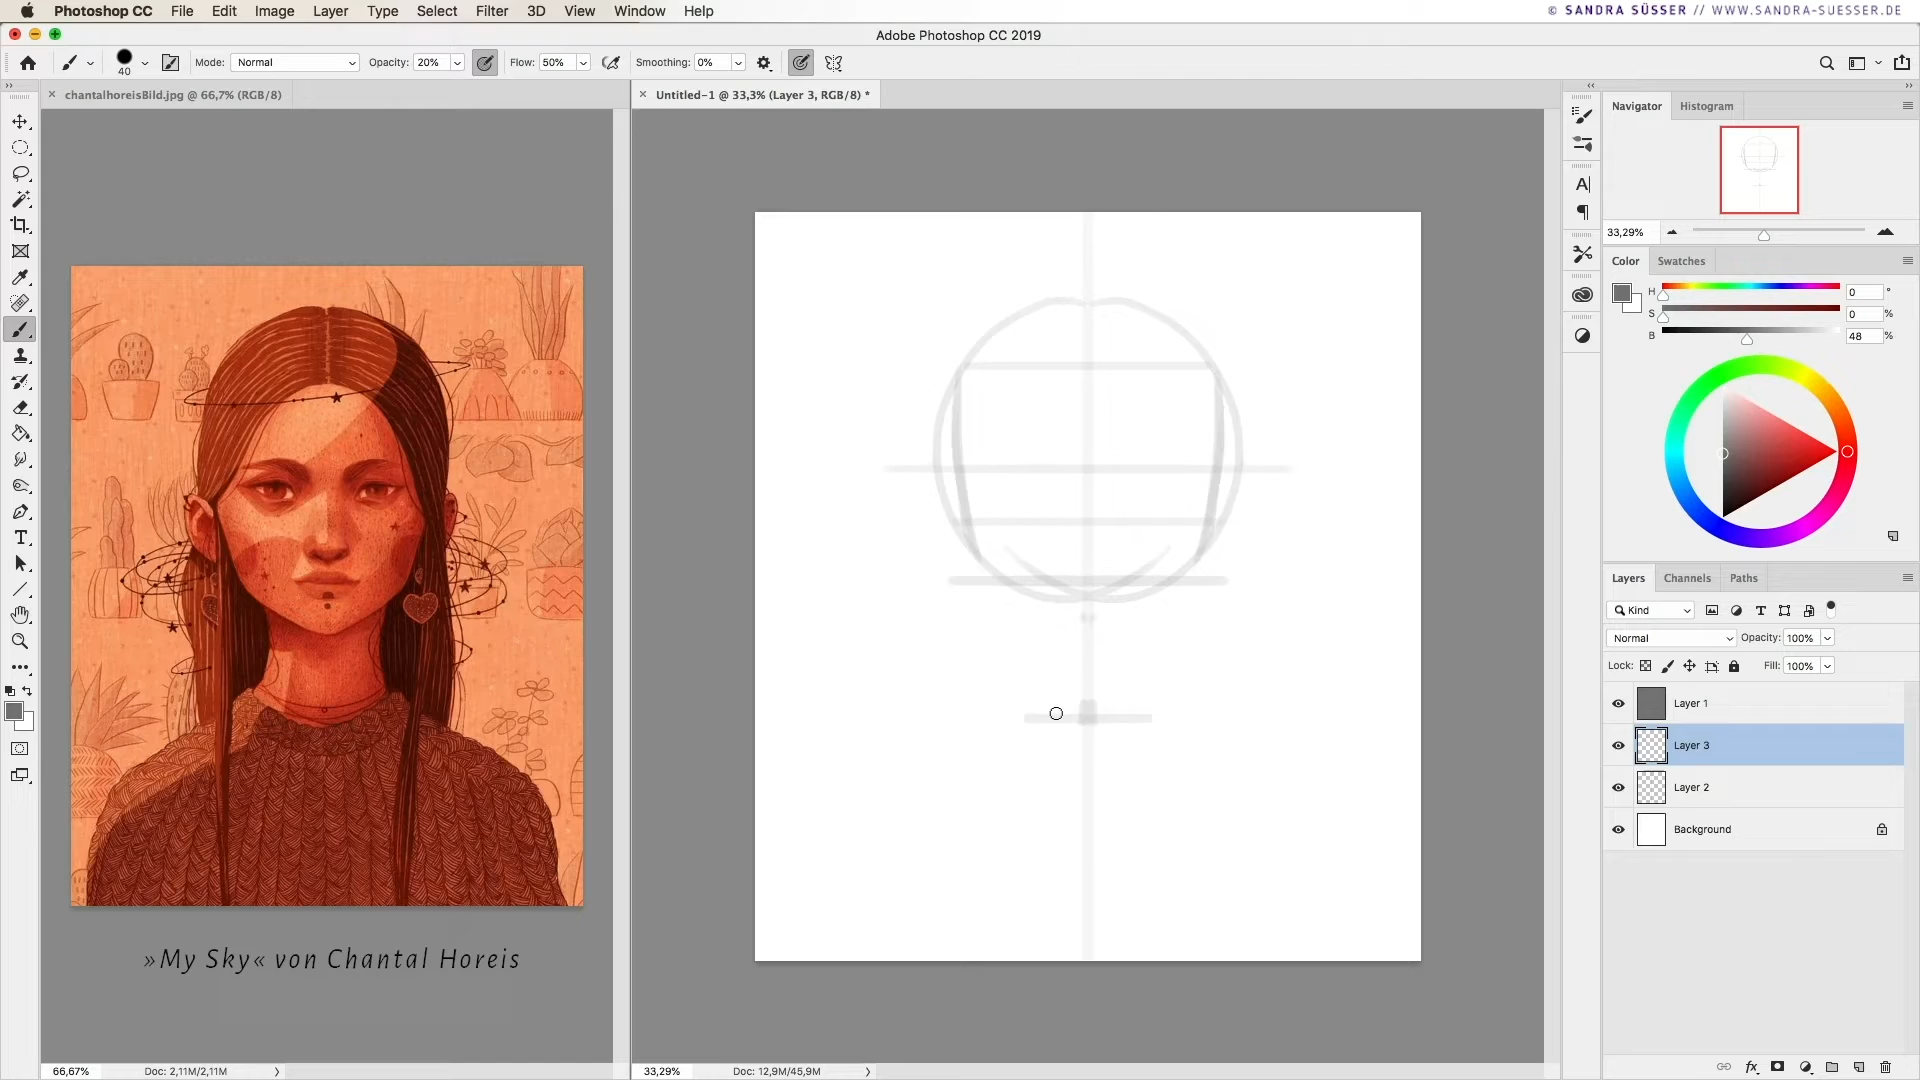 Photoshop CC File Edit Image Layer Type Select Filter 3D View Window Help
© SANDRA SÜSSER // WWW.SANDRA-SUESSER.DE
Adobe Photoshop CC 2019
40 Mode: Normal Opacity: 20% Flow: 50% Smoothing: 0%
chantalhoreisBild.jpg @ 66,7% (RGB/8)
Untitled-1 @ 33,3% (Layer 3, RGB/8) *
Navigator Histogram
33,29%
Color Swatches
H 0 °
S 0 %
B 48 %
Layers Channels Paths
Kind
Normal Opacity: 100%
Lock: Fill: 100%
Layer 1
Layer 3
Layer 2
Background
»My Sky« von Chantal Horeis
66,67% Doc: 2,11M/2,11M
33,29% Doc: 12,9M/45,9M